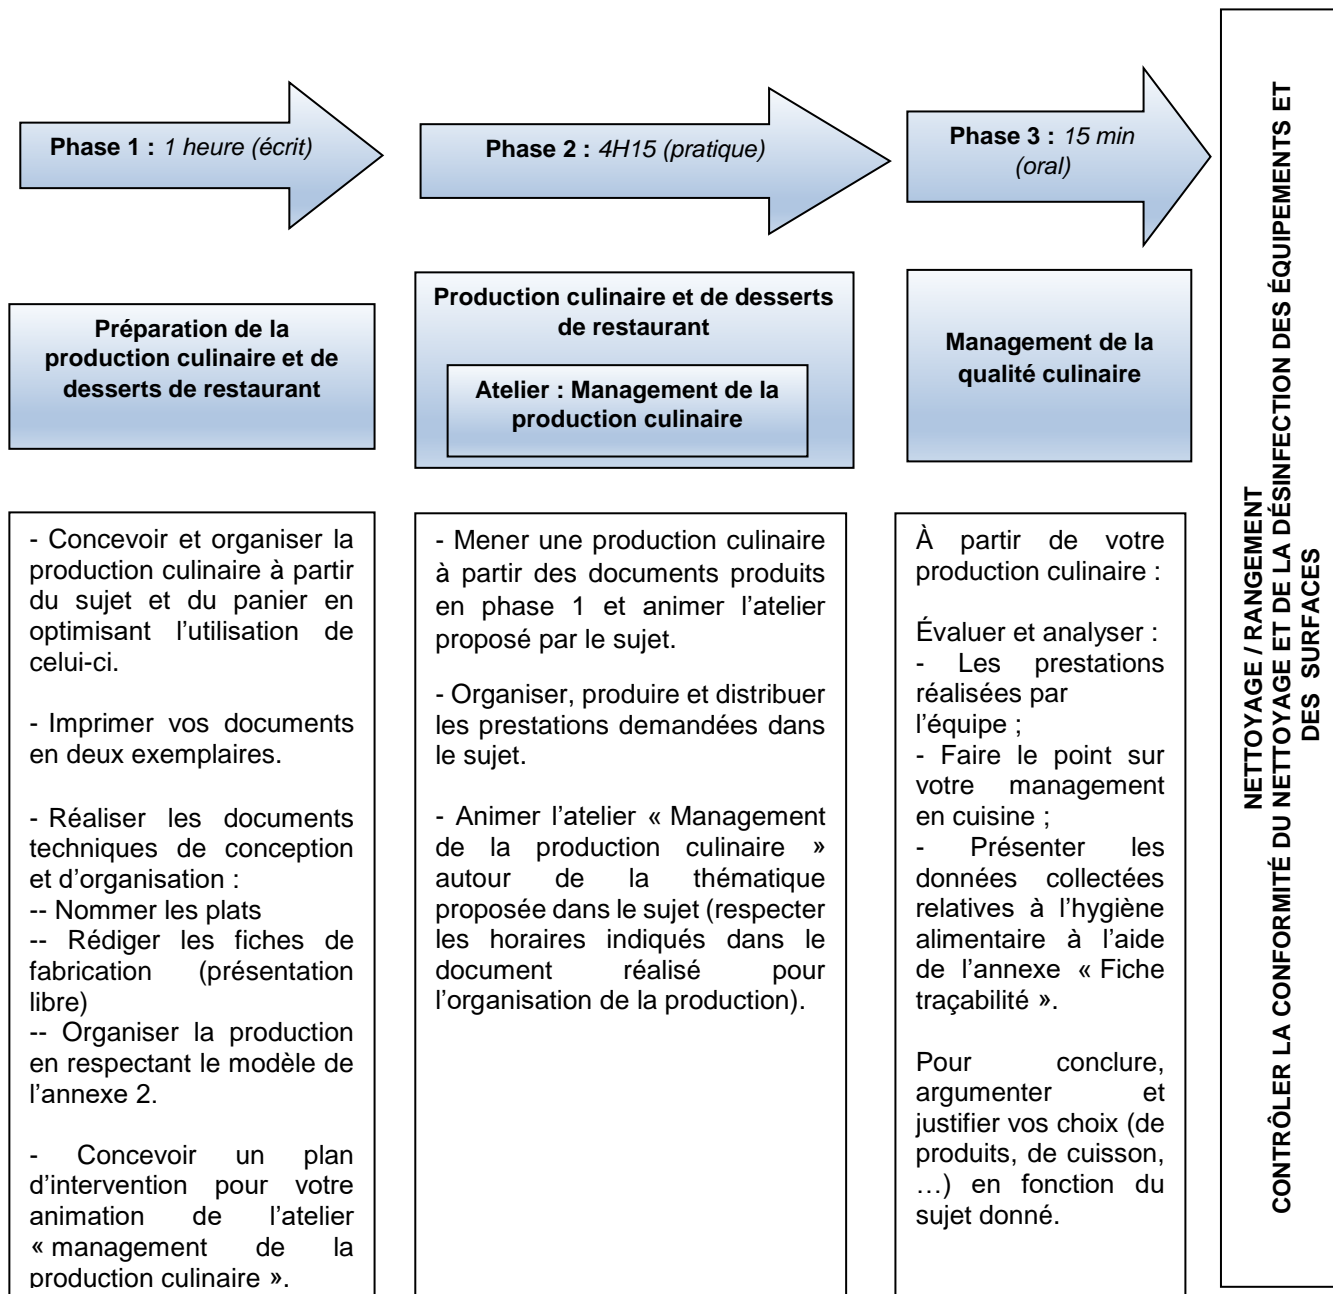 Phase 1 : 1 heure (écrit)
Phase 2 : 4H15 (pratique)
Phase 3 : 15 min
(oral)
Préparation de la
production culinaire et de
desserts de restaurant
Production culinaire et de desserts
de restaurant
Atelier : Management de la
production culinaire
Management de la
qualité culinaire
- Concevoir et organiser la
production culinaire à partir
du sujet et du panier en
optimisant l’utilisation de
celui-ci.
- Imprimer vos documents
en deux exemplaires.
- Réaliser les documents
techniques de conception
et d’organisation :
-- Nommer les plats
-- Rédiger les fiches de
fabrication (présentation
libre)
-- Organiser la production
en respectant le modèle de
l’annexe 2.
- Concevoir un plan
d’intervention pour votre
animation de l’atelier
« management de la
production culinaire ».
- Mener une production culinaire
à partir des documents produits
en phase 1 et animer l’atelier
proposé par le sujet.
- Organiser, produire et distribuer
les prestations demandées dans
le sujet.
- Animer l’atelier « Management
de la production culinaire »
autour de la thématique
proposée dans le sujet (respecter
les horaires indiqués dans le
document réalisé pour
l’organisation de la production).
À partir de votre
production culinaire :
Évaluer et analyser :
- Les prestations
réalisées par
l’équipe ;
- Faire le point sur
votre management
en cuisine ;
- Présenter les
données collectées
relatives à l’hygiène
alimentaire à l’aide
de l’annexe « Fiche
traçabilité ».
Pour conclure,
argumenter et
justifier vos choix (de
produits, de cuisson,
…) en fonction du
sujet donné.
NETTOYAGE / RANGEMENT
CONTRÔLER LA CONFORMITÉ DU NETTOYAGE ET DE LA DÉSINFECTION DES ÉQUIPEMENTS ET
DES SURFACES